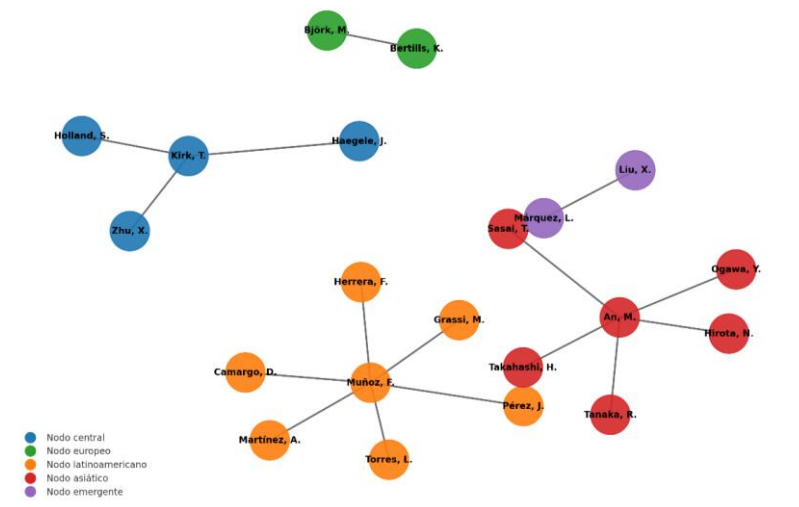 Björk, M.
Bertills, K.
Holland, S.
Kirk, T.
Haegele, J.
Zhu, X.
Liu, X.
Márquez, L.
Sasai, T.
Ogawa, Y.
Herrera, F.
Grassi, M.
An, M.
Hirota, N.
Takahashi, H.
Camargo, D.
Muñoz, F.
Pérez, J.
Tanaka, R.
Martínez, A.
Torres, L.
Nodo central
Nodo europeo
Nodo latinoamericano
Nodo asiático
Nodo emergente